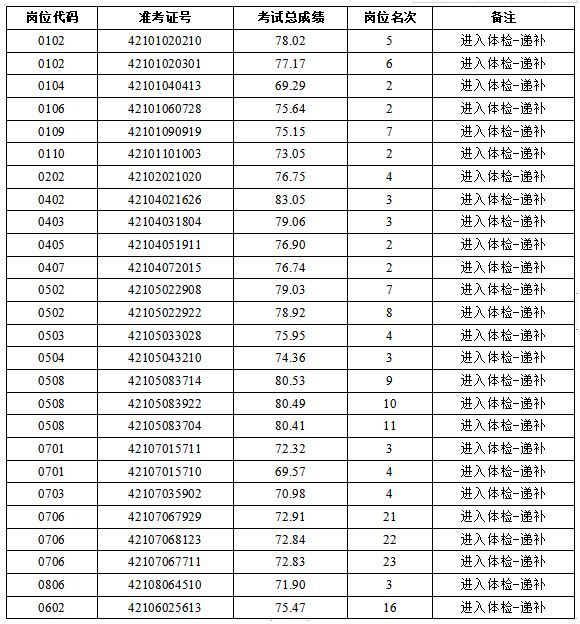 岗位代码 准考证号 考试总成绩 岗位名次 备注
0102 42101020210 78.02 5 进入体检-递补
0102 42101020301 77.17 6 进入体检-递补
0104 42101040413 69.29 2 进入体检-递补
0106 42101060728 75.64 2 进入体检-递补
0109 42101090919 75.15 7 进入体检-递补
0110 42101101003 73.05 2 进入体检-递补
0202 42102021020 76.75 4 进入体检-递补
0402 42104021626 83.05 3 进入体检-递补
0403 42104031804 79.06 3 进入体检-递补
0405 42104051911 76.90 2 进入体检-递补
0407 42104072015 76.74 2 进入体检-递补
0502 42105022908 79.03 7 进入体检-递补
0502 42105022922 78.92 8 进入体检-递补
0503 42105033028 75.95 4 进入体检-递补
0504 42105043210 74.36 3 进入体检-递补
0508 42105083714 80.53 9 进入体检-递补
0508 42105083922 80.49 10 进入体检-递补
0508 42105083704 80.41 11 进入体检-递补
0701 42107015711 72.32 3 进入体检-递补
0701 42107015710 69.57 4 进入体检-递补
0703 42107035902 70.98 4 进入体检-递补
0706 42107067929 72.91 21 进入体检-递补
0706 42107068123 72.84 22 进入体检-递补
0706 42107067711 72.83 23 进入体检-递补
0806 42108064510 71.90 3 进入体检-递补
0602 42106025613 75.47 16 进入体检-递补